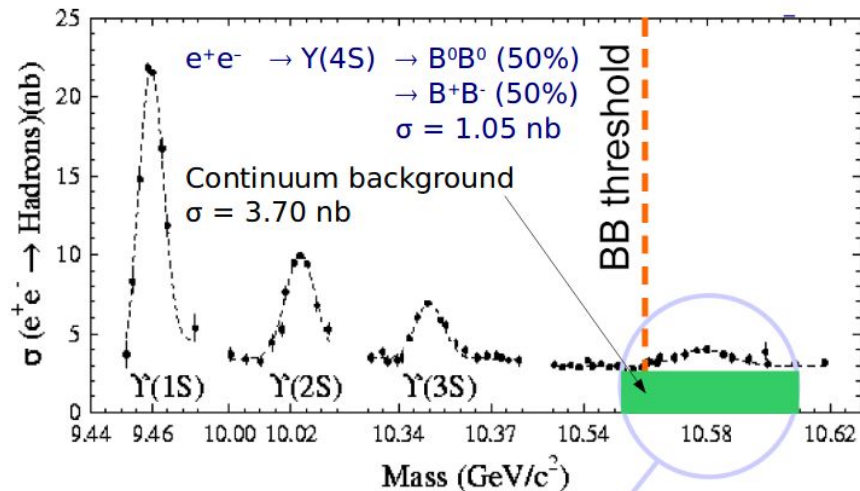 25
20
15
10
5
0
σ (e⁺e⁻ → Hadrons)(nb)
e⁺e⁻ → Υ(4S) → B⁰B⁰ (50%)
→ B⁺B⁻ (50%)
σ = 1.05 nb
Continuum background
σ = 3.70 nb
BB threshold
ϒ(1S)
ϒ(2S)
ϒ(3S)
9.44 9.46 10.00 10.02 10.34 10.37 10.54 10.58 10.62
Mass (GeV/c²)